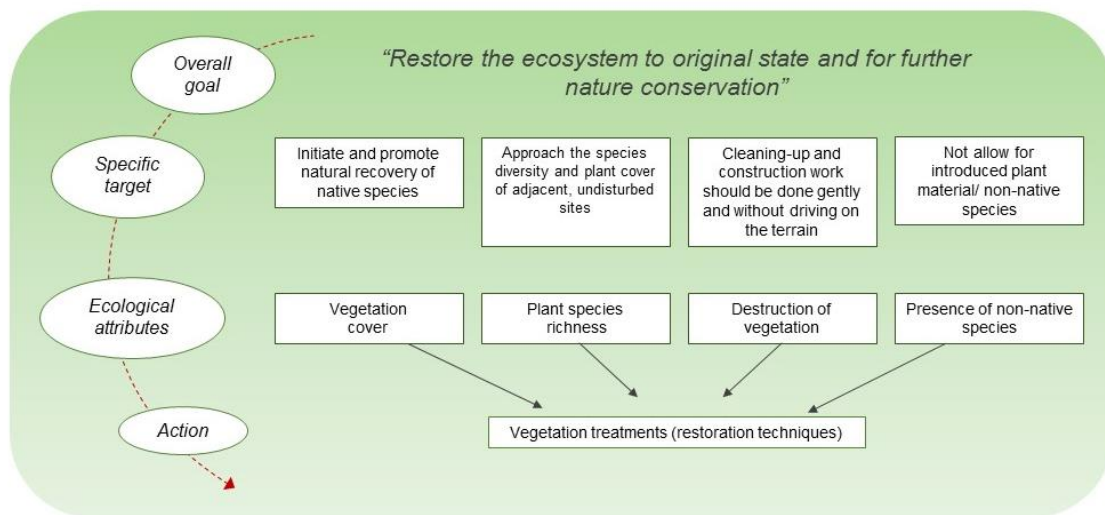 Overall
goal
“Restore the ecosystem to original state and for further
nature conservation”
Specific
target
Initiate and promote
natural recovery of
native species
Approach the species
diversity and plant cover
of adjacent, undisturbed
sites
Cleaning-up and
construction work
should be done gently
and without driving on
the terrain
Not allow for
introduced plant
material/ non-native
species
Ecological
attributes
Vegetation
cover
Plant species
richness
Destruction of
vegetation
Presence of non-native
species
Action
Vegetation treatments (restoration techniques)